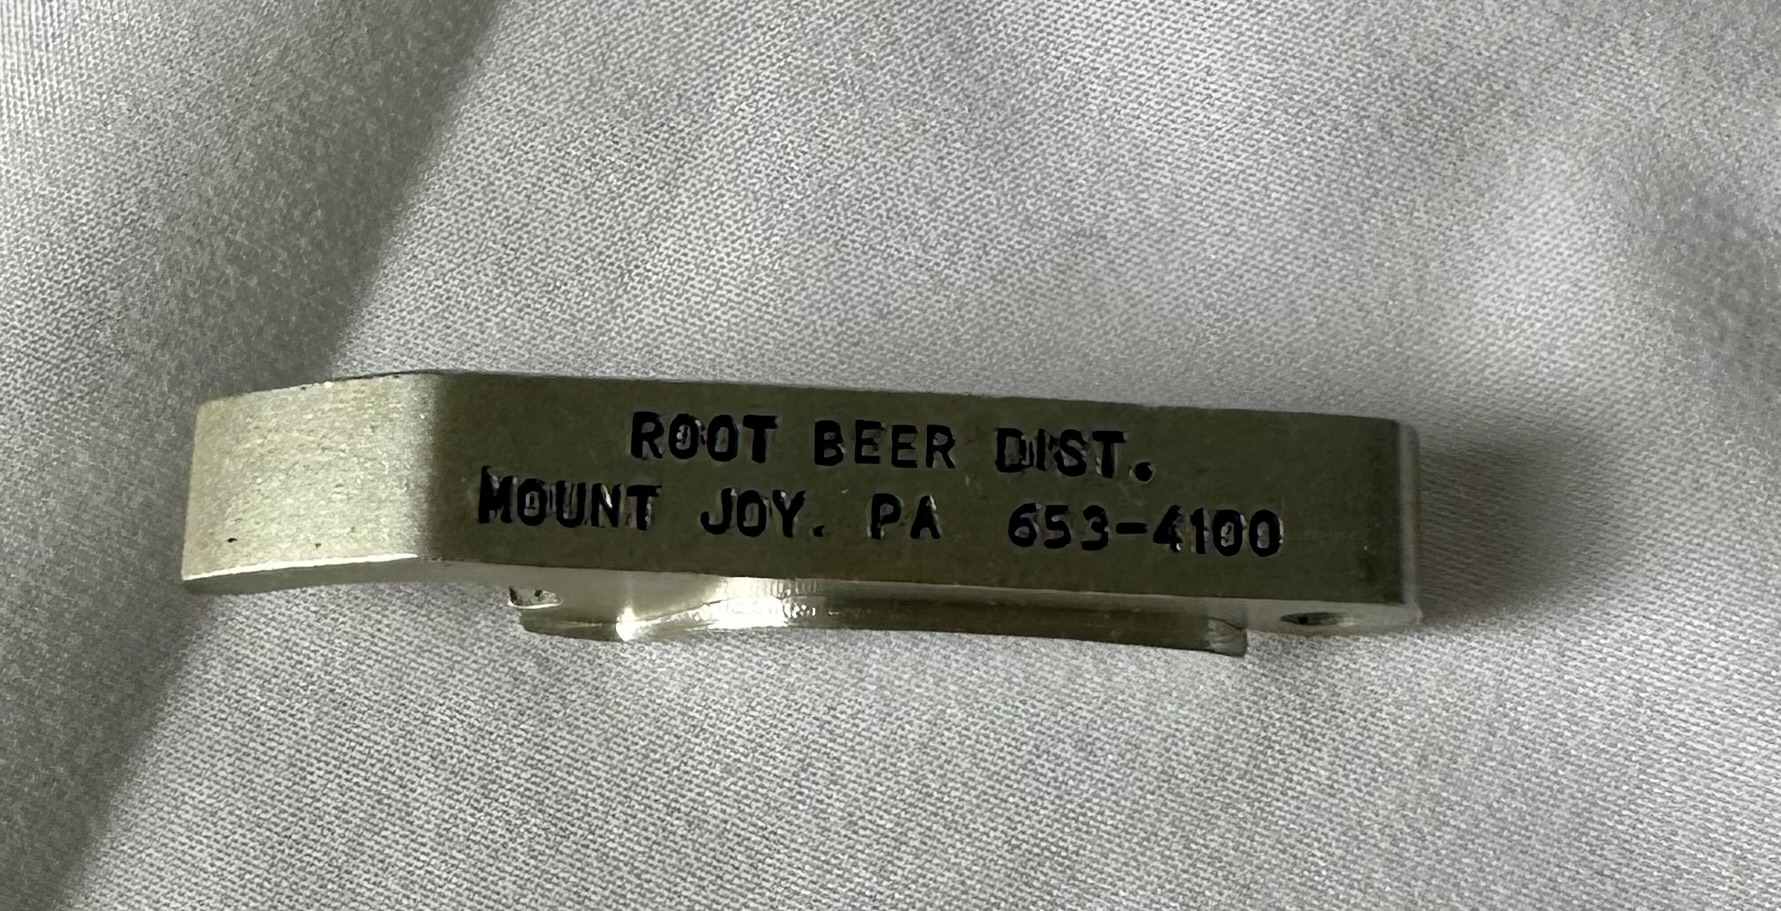 ROOT BEER DIST.
MOUNT JOY. PA 653-4100